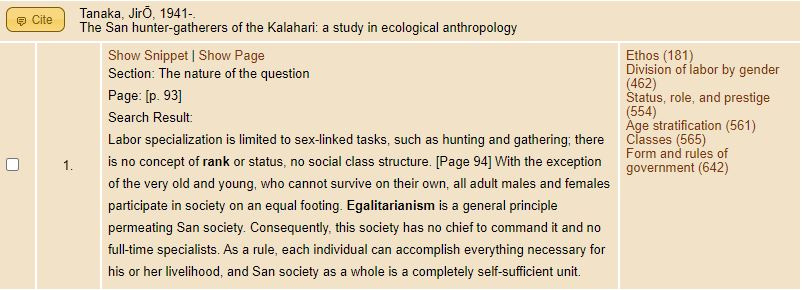 Cite
Tanaka, JirŌ, 1941-.
The San hunter-gatherers of the Kalahari: a study in ecological anthropology
1.
Show Snippet | Show Page
Section: The nature of the question
Page: [p. 93]
Search Result:
Labor specialization is limited to sex-linked tasks, such as hunting and gathering; there
is no concept of rank or status, no social class structure. [Page 94] With the exception
of the very old and young, who cannot survive on their own, all adult males and females
participate in society on an equal footing. Egalitarianism is a general principle
permeating San society. Consequently, this society has no chief to command it and no
full-time specialists. As a rule, each individual can accomplish everything necessary for
his or her livelihood, and San society as a whole is a completely self-sufficient unit.
Ethos (181)
Division of labor by gender
(462)
Status, role, and prestige
(554)
Age stratification (561)
Classes (565)
Form and rules of
government (642)